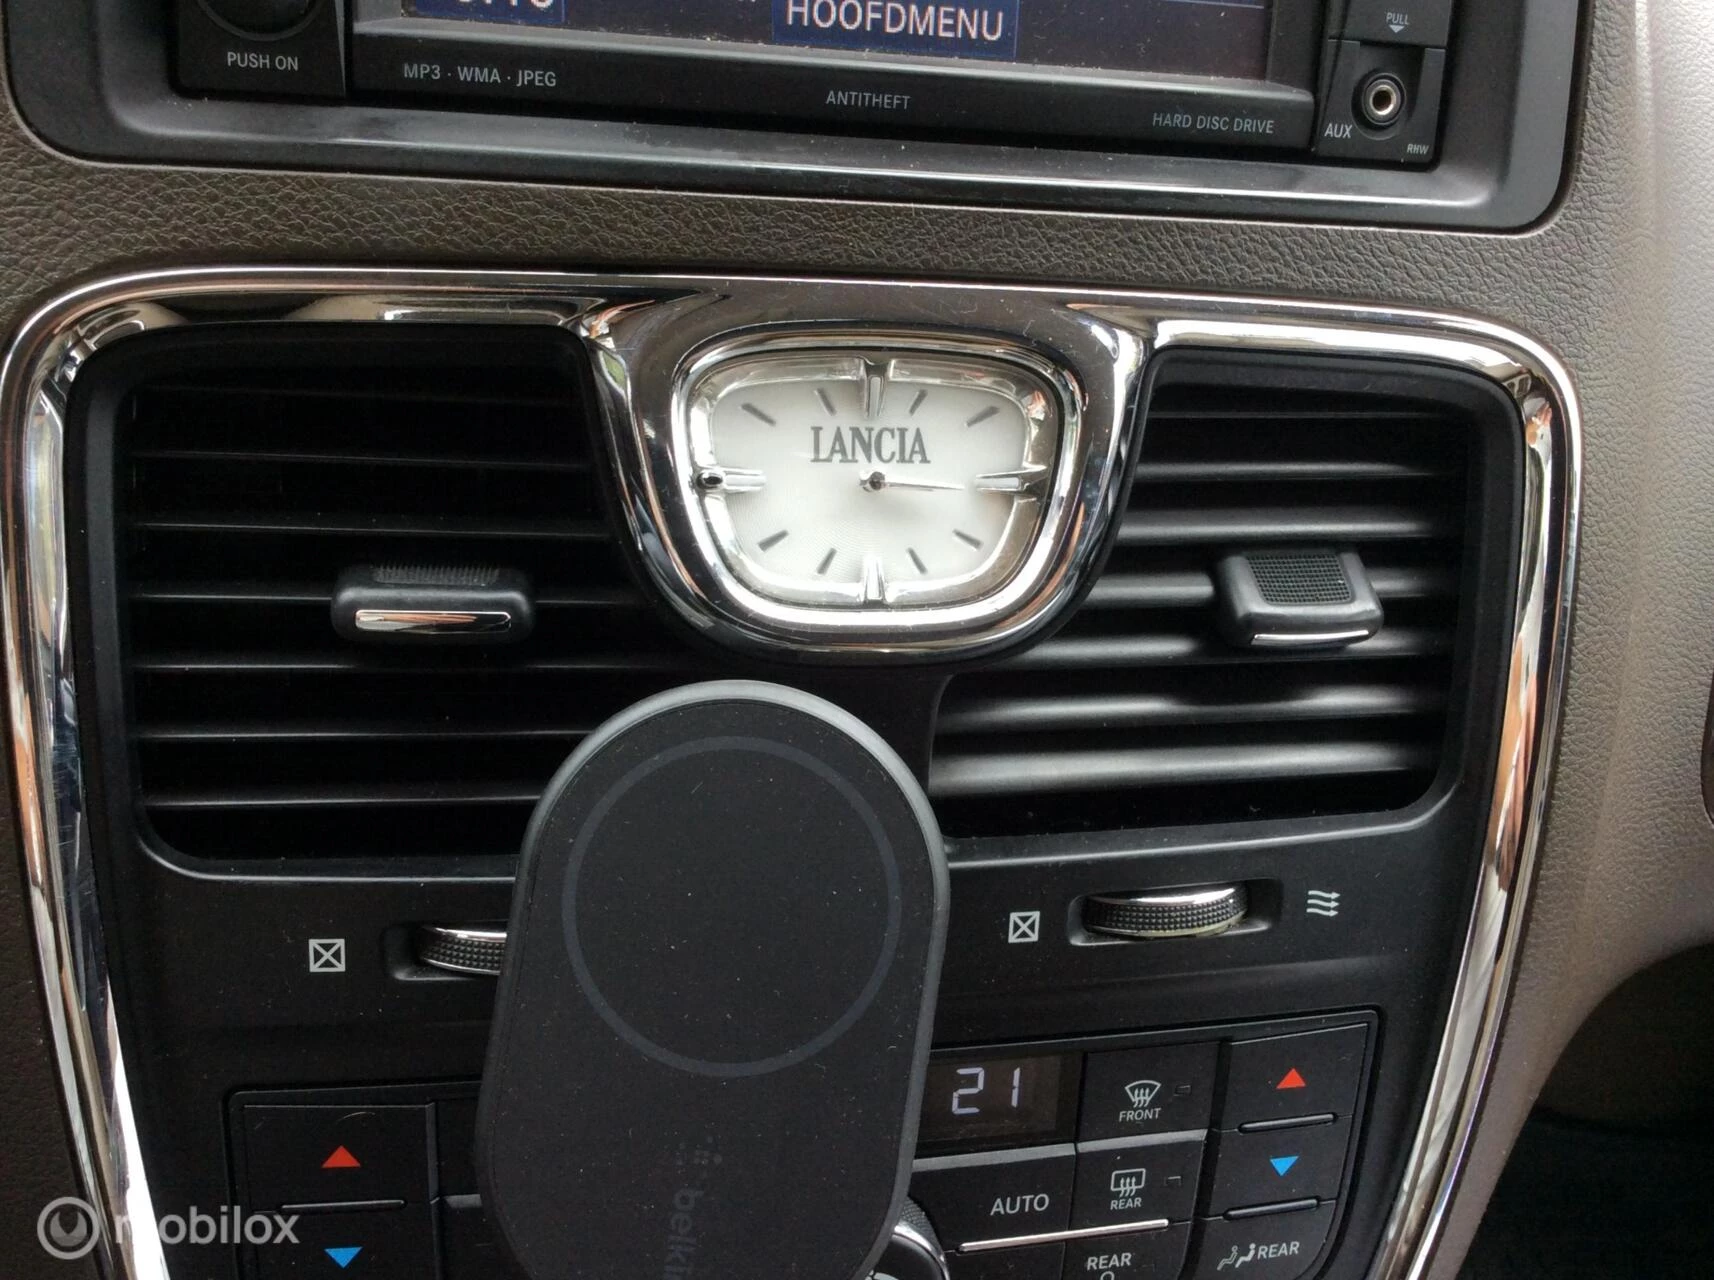 HOOFDMENU
PULL
PUSH ON
MP3 · WMA · JPEG
ANTITHEFT
HARD DISC DRIVE
AUX
RHW
LANCIA
21
FRONT
AUTO
REAR
REAR
REAR
belki
mobilox